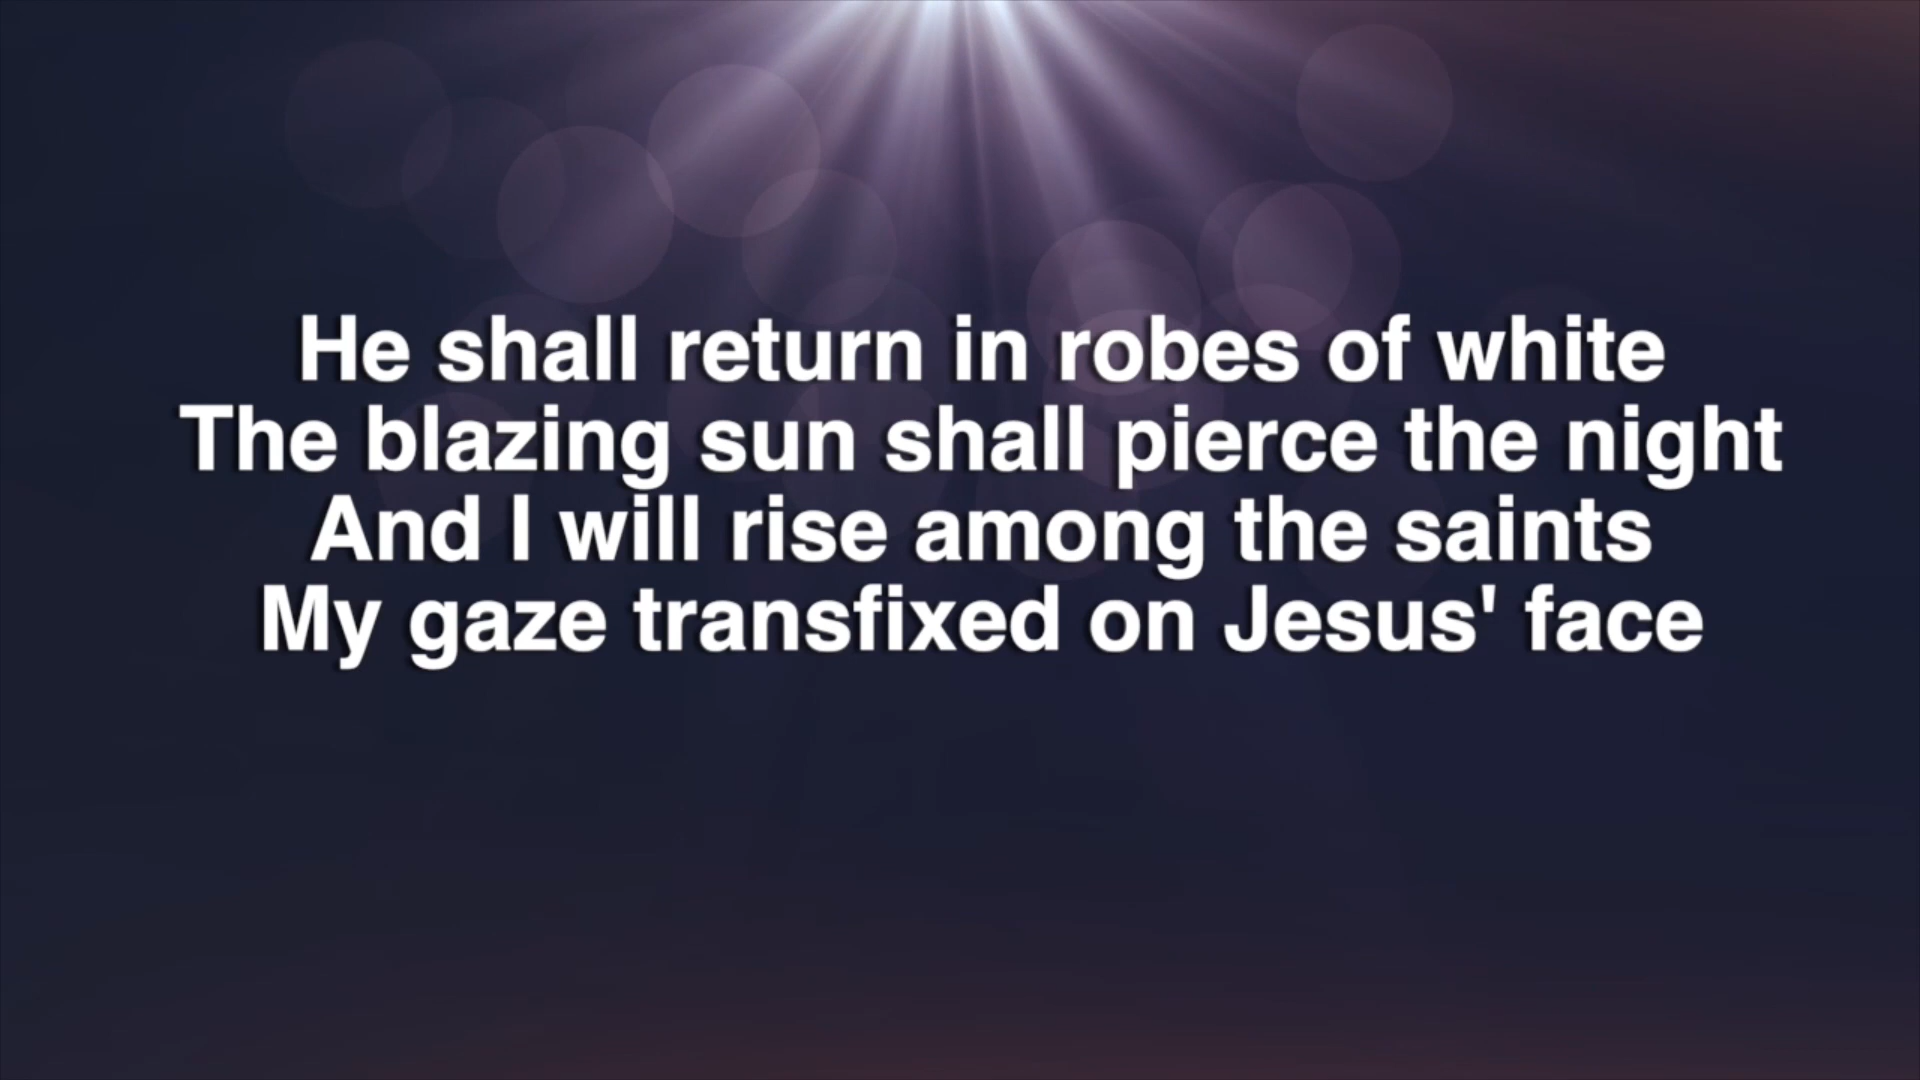 He shall return in robes of white
The blazing sun shall pierce the night
And I will rise among the saints
My gaze transfixed on Jesus' face